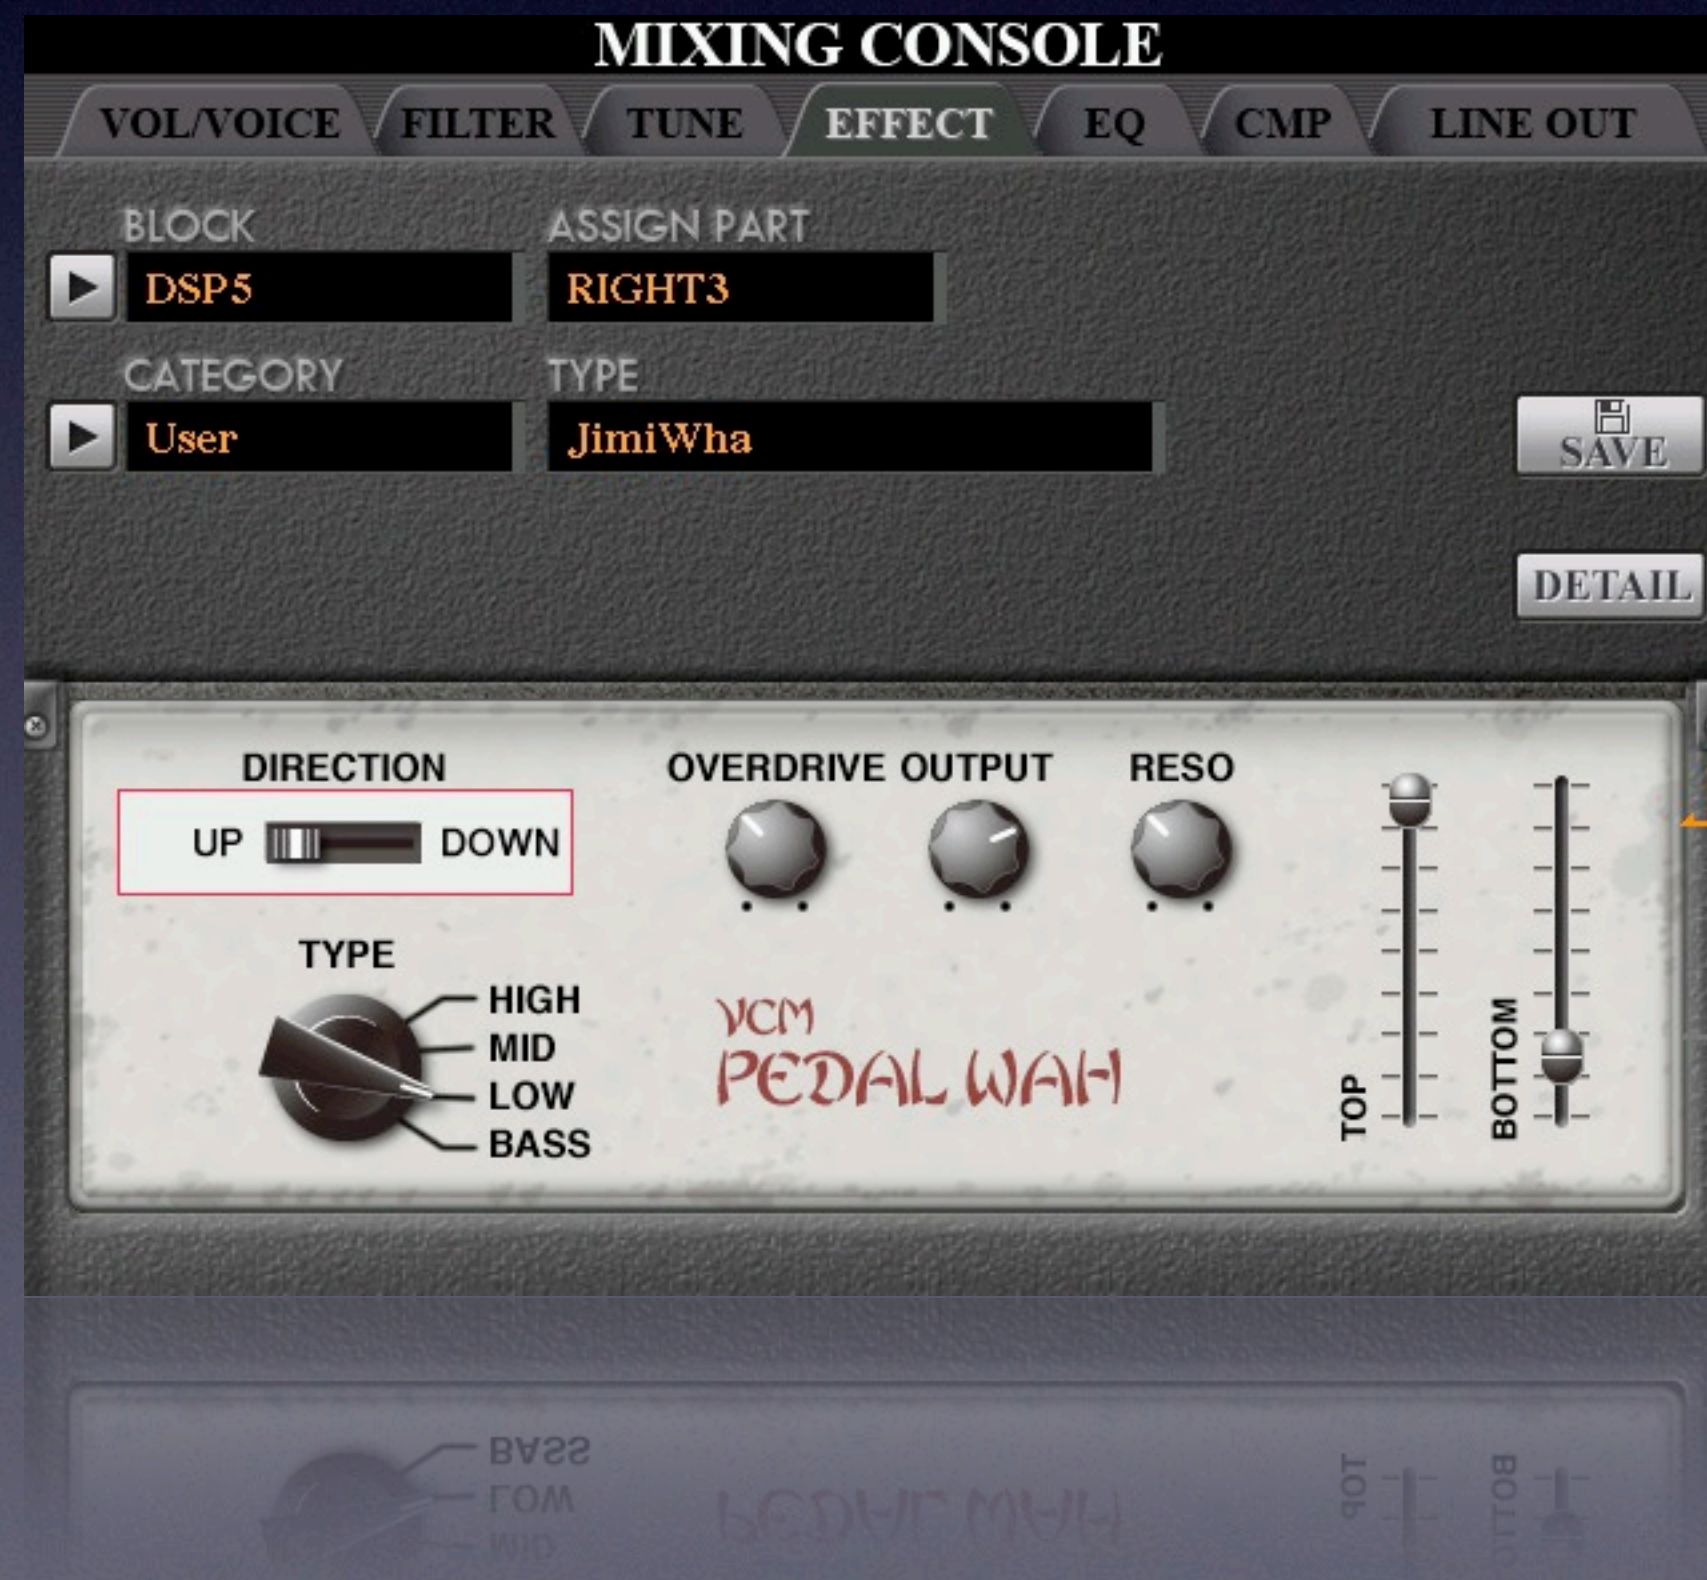 MIXING CONSOLE
VOL/VOICE FILTER TUNE EFFECT EQ CMP LINE OUT
BLOCK ASSIGN PART
DSP5 RIGHT3
CATEGORY TYPE
User JimiWha
SAVE
DETAIL
DIRECTION OVERDRIVE OUTPUT RESO
UP DOWN
TYPE
HIGH
MID
LOW
BASS
VCM
PEDAL WAH
TOP
BOTTOM